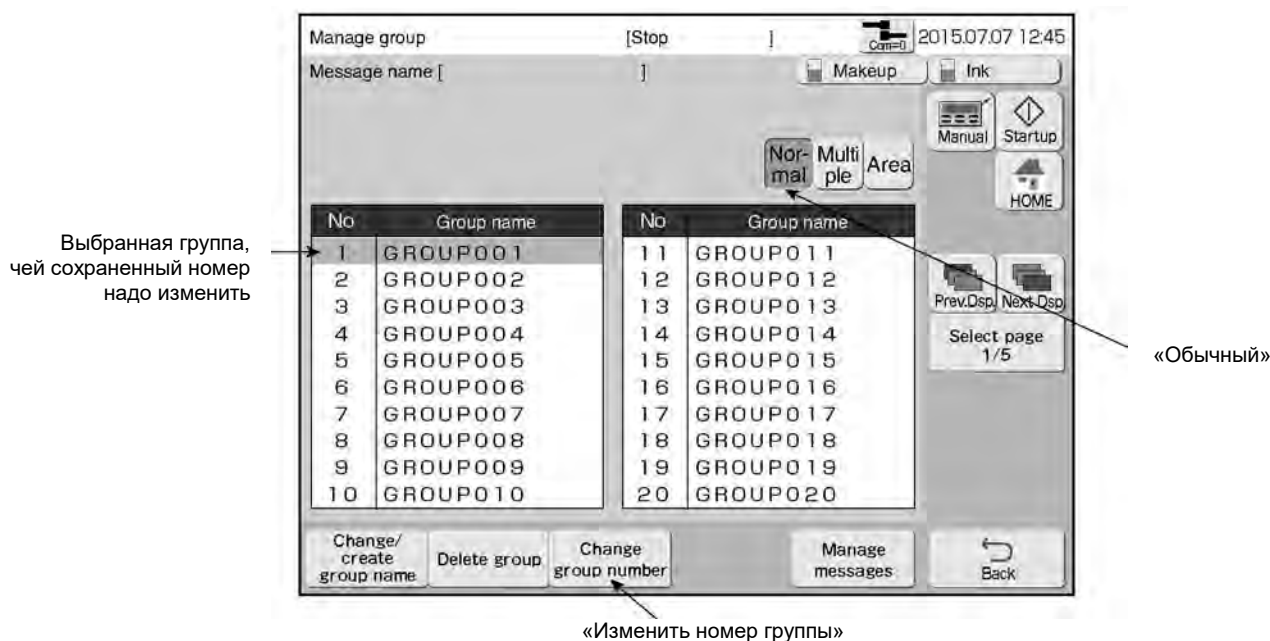 Manage group [Stop ] Com=0 2015.07.07 12:45
Message name [ ] Makeup Ink
Manual Startup
Nor-
mal
Multi
ple
Area
HOME
No Group name No Group name
Выбранная группа,
чей сохраненный номер
надо изменить
1 GROUP001 11 GROUP011
2 GROUP002 12 GROUP012
3 GROUP003 13 GROUP013
4 GROUP004 14 GROUP014
5 GROUP005 15 GROUP015
6 GROUP006 16 GROUP016
7 GROUP007 17 GROUP017
8 GROUP008 18 GROUP018
9 GROUP009 19 GROUP019
10 GROUP010 20 GROUP020
Prev.Dsp. Next Dsp.
Select page
1/5
«Обычный»
Change/
create
group name
Delete group
Change
group number
Manage
messages
Back
«Изменить номер группы»